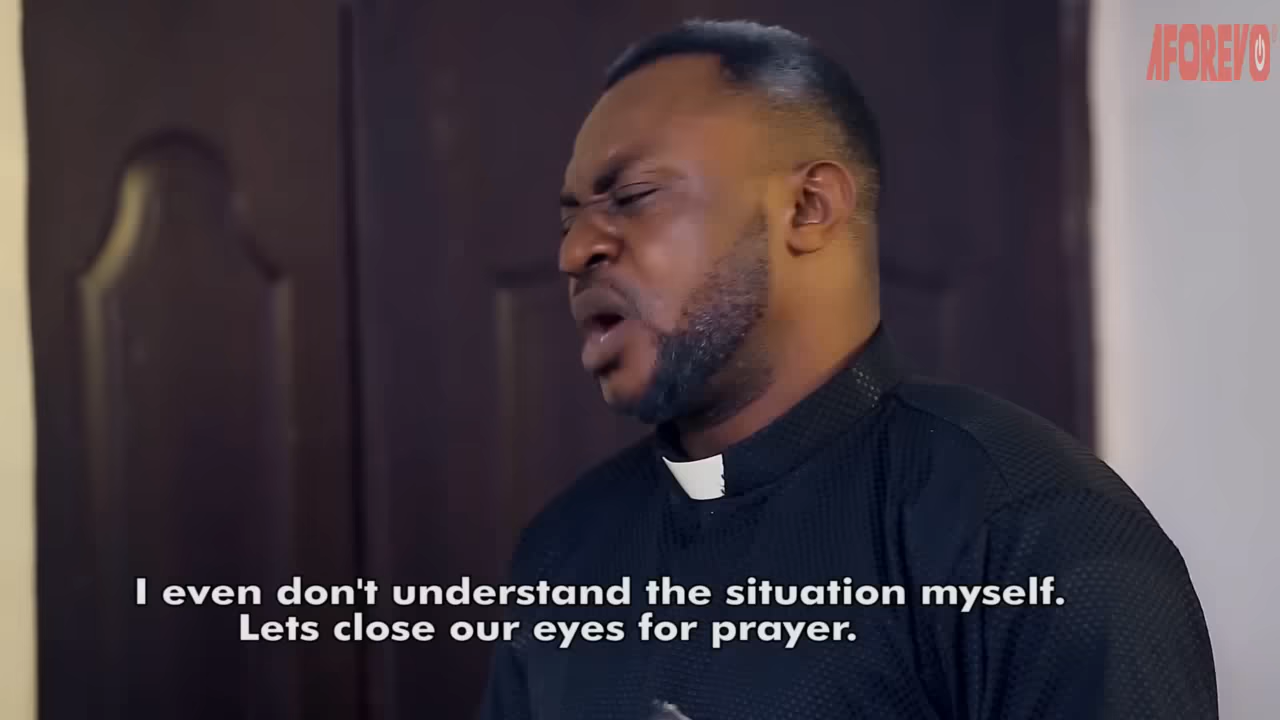 AFOREVO
I even don't understand the situation myself.
Lets close our eyes for prayer.